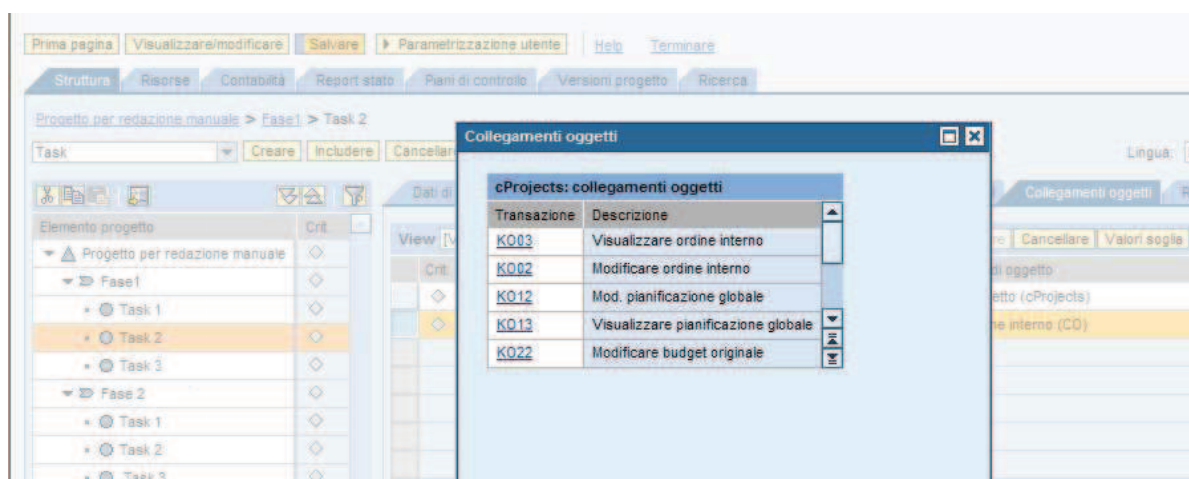 Prima pagina Visualizzare/modificare Salvare Parametrizzazione utente Help Terminare
Struttura Risorse Contabilità Report stato Piani di controllo Versioni progetto Ricerca
Progetto per redazione manuale > Fase1 > Task 2
Task Creare Includere Cancellare Lingua:
Collegamenti oggetti
Dati di Collegamenti oggetti
cProjects: collegamenti oggetti
Transazione Descrizione
KO03 Visualizzare ordine interno
KO02 Modificare ordine interno
KO12 Mod. pianificazione globale
KO13 Visualizzare pianificazione globale
KO22 Modificare budget originale
Elemento progetto Crit.
Progetto per redazione manuale
Fase1
Task 1
Task 2
Task 3
Fase 2
Task 1
Task 2
Task 3
View [V Cancellare Valori soglia
Crit. di oggetto
etto (cProjects)
ne interno (CO)